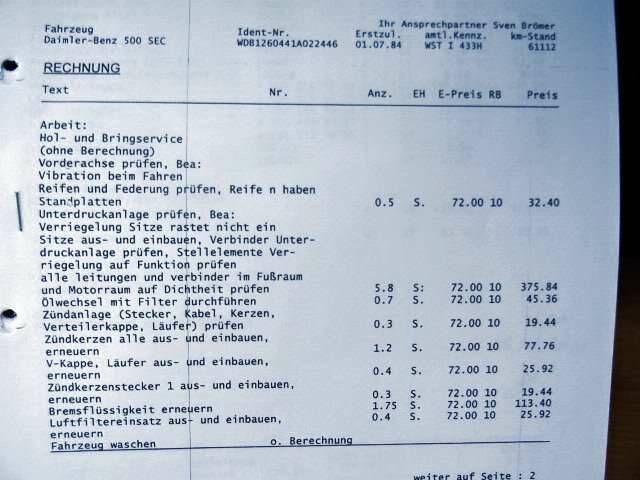 Ihr Ansprechpartner Sven Brömer
Fahrzeug Ident-Nr. Erstzul. amtl.Kennz. km-Stand
Daimler-Benz 500 SEC WDB1260441A022446 01.07.84 WST I 433H 61112
RECHNUNG
Text Nr. Anz. EH E-Preis RB Preis
Arbeit:
Hol- und Bringservice
(ohne Berechnung)
Vorderachse prüfen, Bea:
Vibration beim Fahren
Reifen und Federung prüfen, Reife n haben
Standplatten 0.5 S. 72.00 10 32.40
Unterdruckanlage prüfen, Bea:
Verriegelung Sitze rastet nicht ein
Sitze aus- und einbauen, Verbinder Unter-
druckanlage prüfen, Stellelemente Ver-
riegelung auf Funktion prüfen
alle leitungen und verbinder im Fußraum
und Motorraum auf Dichtheit prüfen 5.8 S: 72.00 10 375.84
Ölwechsel mit Filter durchführen 0.7 S. 72.00 10 45.36
Zündanlage (Stecker, Kabel, Kerzen,
Verteilerkappe, Läufer) prüfen 0.3 S. 72.00 10 19.44
Zündkerzen alle aus- und einbauen,
erneuern 1.2 S. 72.00 10 77.76
V-Kappe, Läufer aus- und einbauen,
erneuern 0.4 S. 72.00 10 25.92
Zündkerzenstecker 1 aus- und einbauen,
erneuern 0.3 S. 72.00 10 19.44
Bremsflüssigkeit erneuern 1.75 S. 72.00 10 113.40
Luftfiltereinsatz aus- und einbauen, 0.4 S. 72.00 10 25.92
erneuern
Fahrzeug waschen o. Berechnung
weiter auf Seite : 2